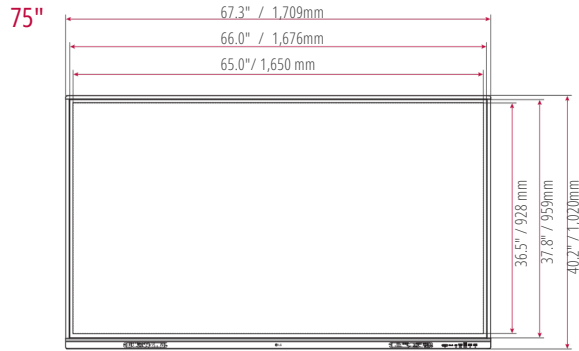 75"
67.3" / 1,709mm
66.0" / 1,676mm
65.0"/ 1,650 mm
36.5" / 928 mm
37.8" / 959mm
40.2" / 1,020mm